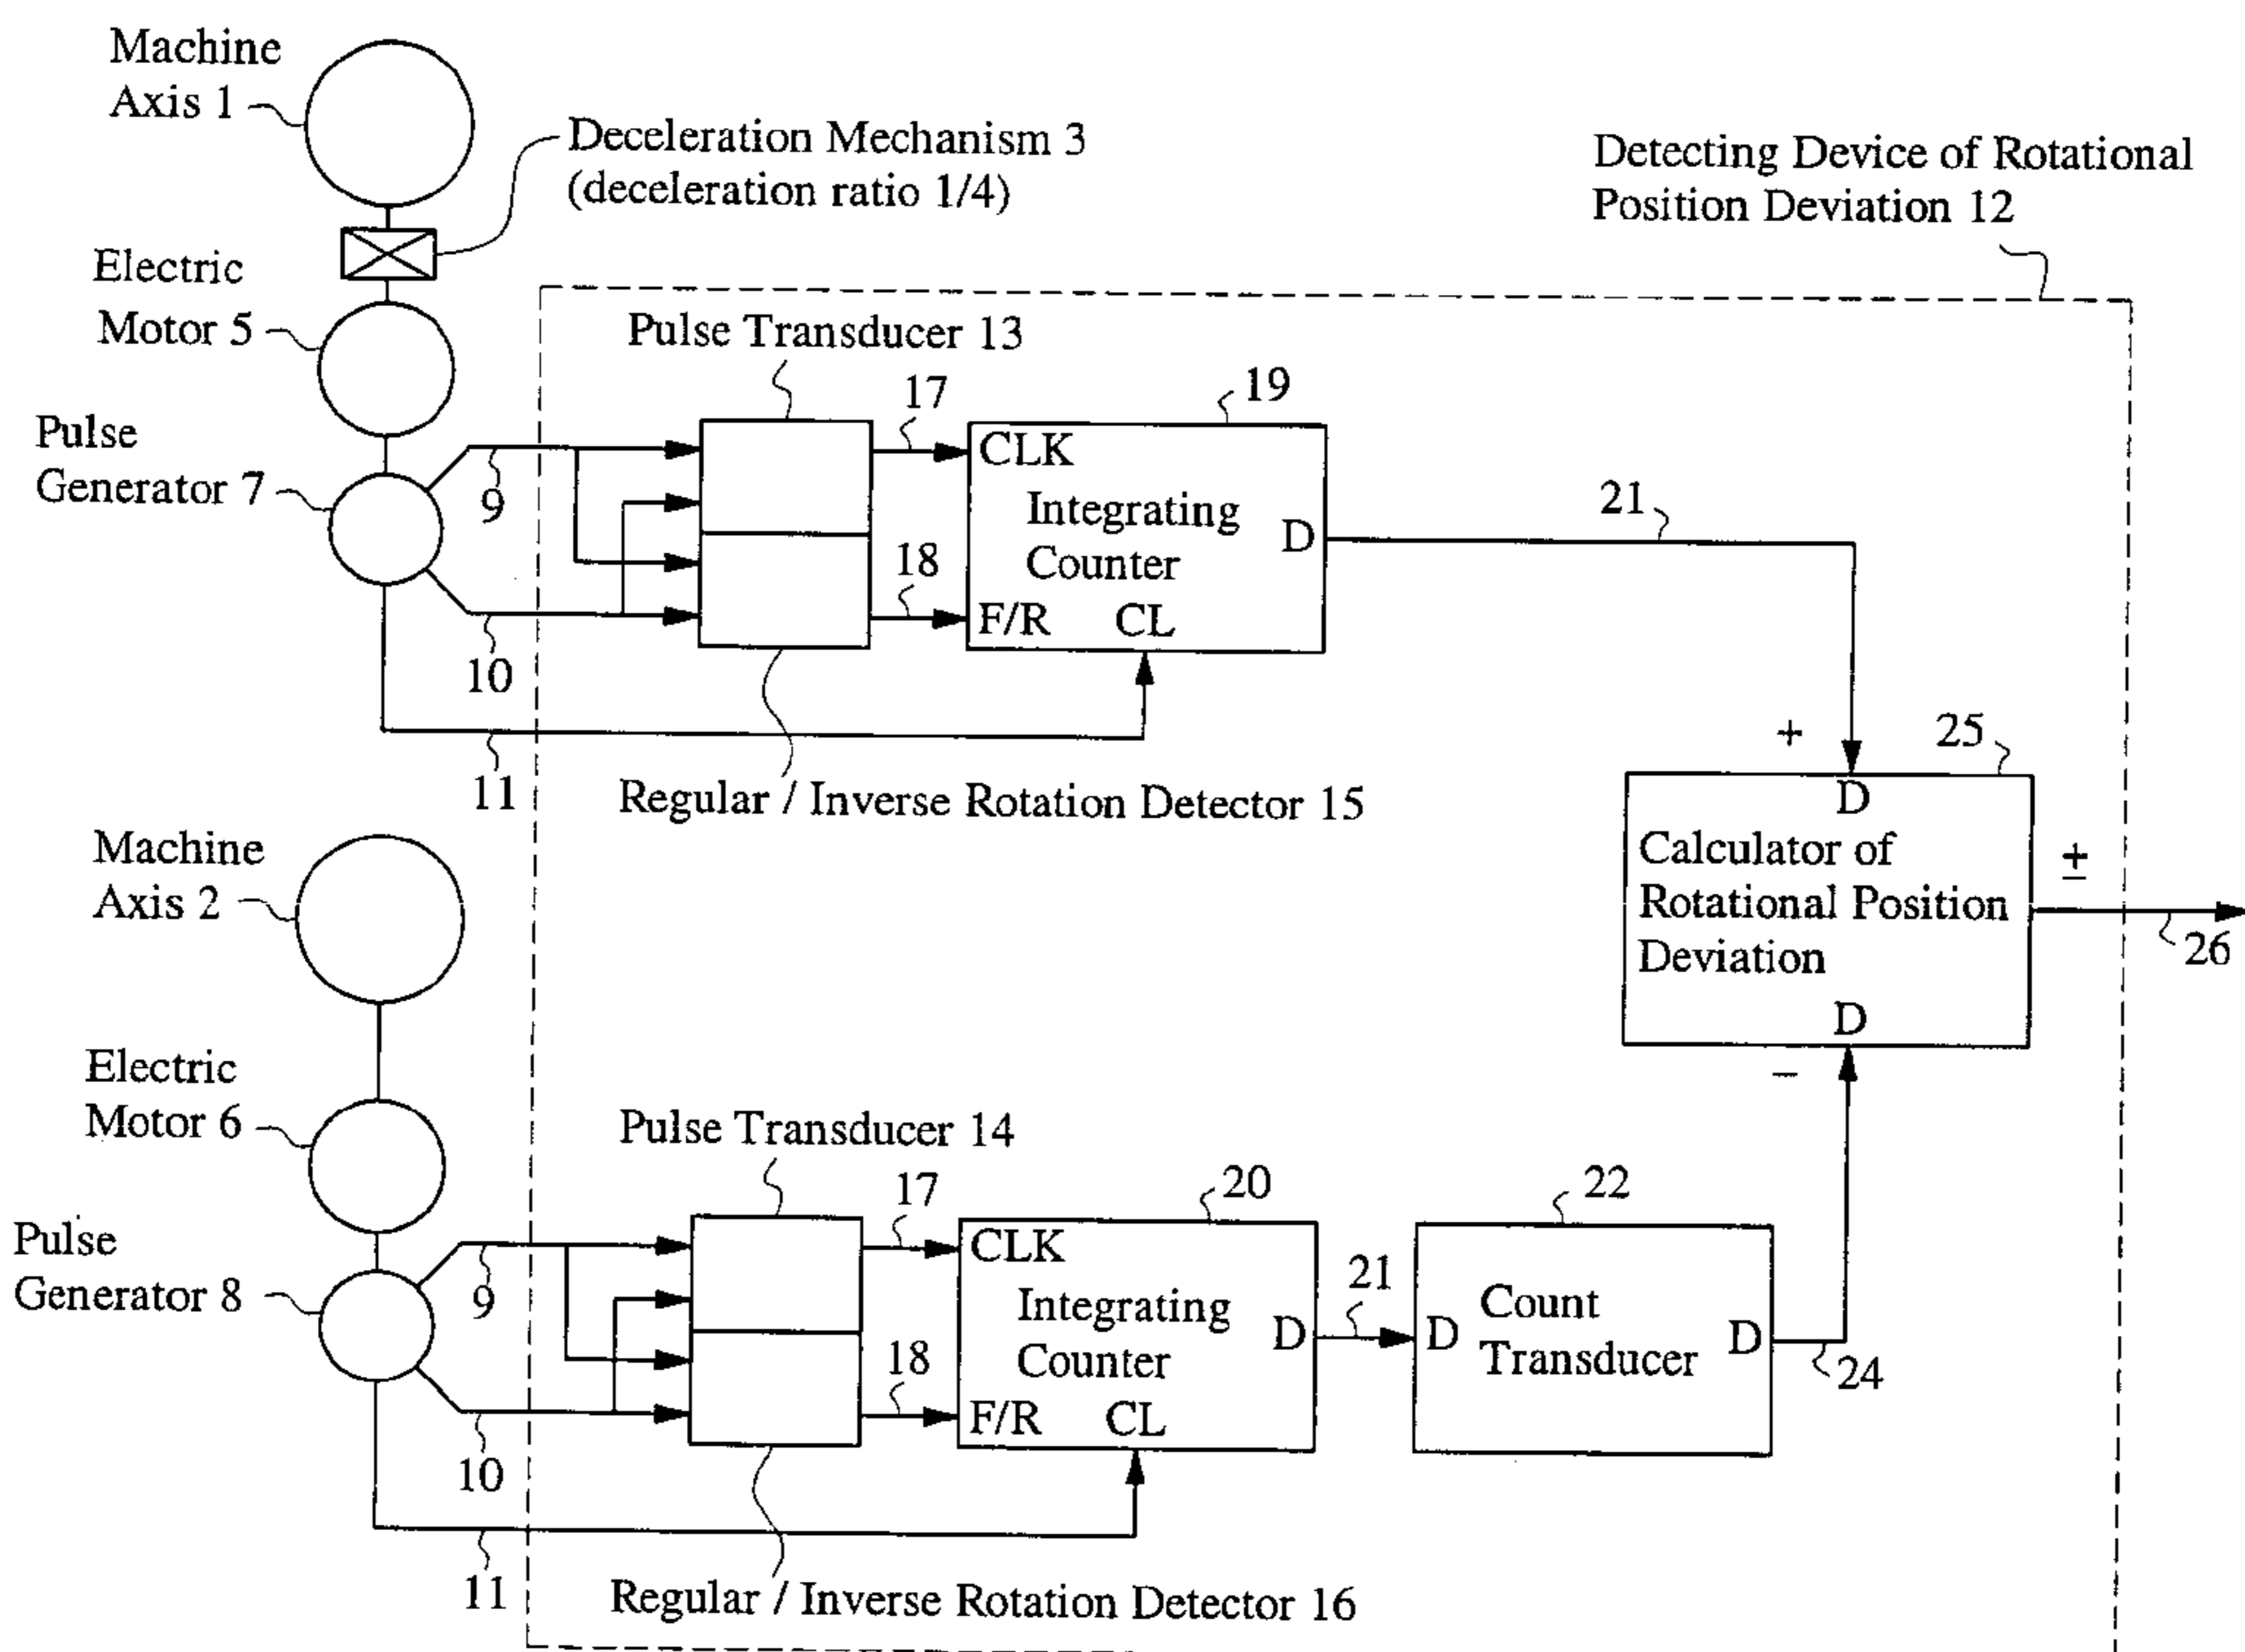 Machine
Axis 1
Deceleration Mechanism 3
(deceleration ratio 1/4)
Detecting Device of Rotational
Position Deviation 12
Electric
Motor 5
Pulse Transducer 13
17
19
Pulse
Generator 7
9
CLK
Integrating
Counter
D
21
18
F/R
CL
10
11
Regular / Inverse Rotation Detector 15
+
25
D
Calculator of
Rotational Position
Deviation
D
±
26
−
Machine
Axis 2
Electric
Motor 6
Pulse Transducer 14
17
20
22
Pulse
Generator 8
9
CLK
Integrating
Counter
D
21
D
Count
Transducer
D
24
18
F/R
CL
10
11
Regular / Inverse Rotation Detector 16